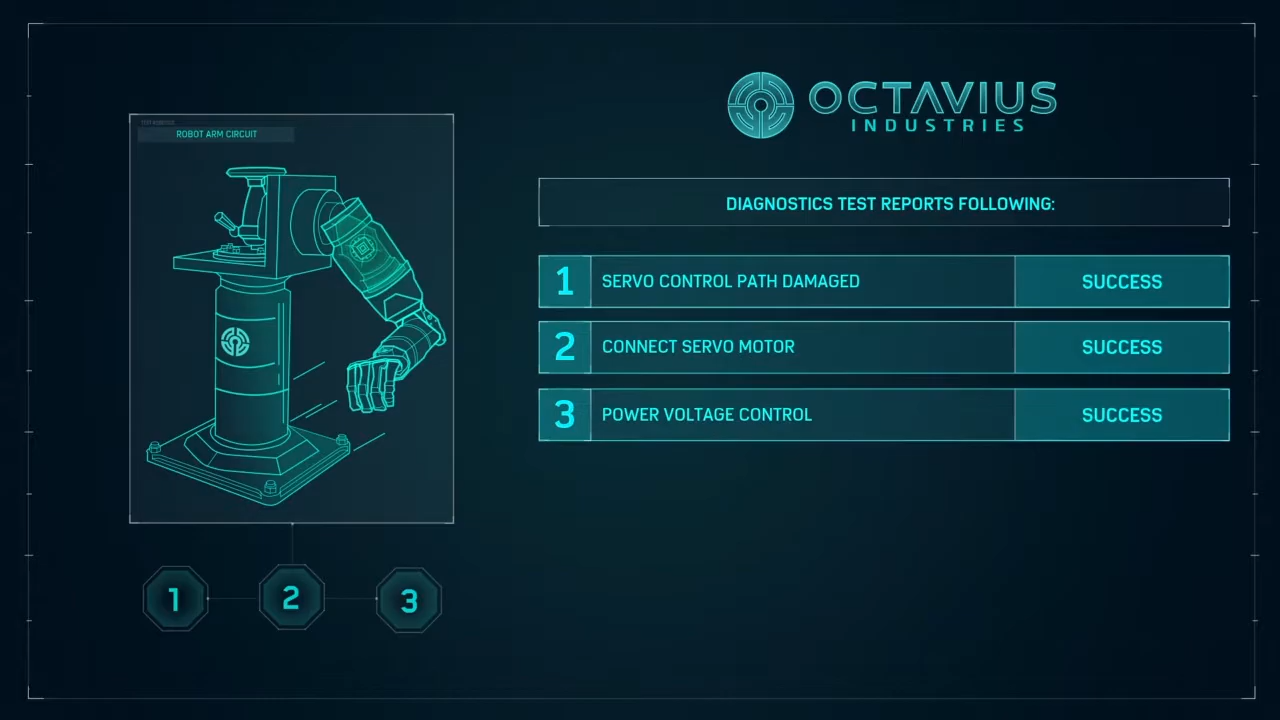 ROBOT ARM CIRCUIT
OCTAVIUS
INDUSTRIES
DIAGNOSTICS TEST REPORTS FOLLOWING:
1 SERVO CONTROL PATH DAMAGED SUCCESS
2 CONNECT SERVO MOTOR SUCCESS
3 POWER VOLTAGE CONTROL SUCCESS
1 2 3